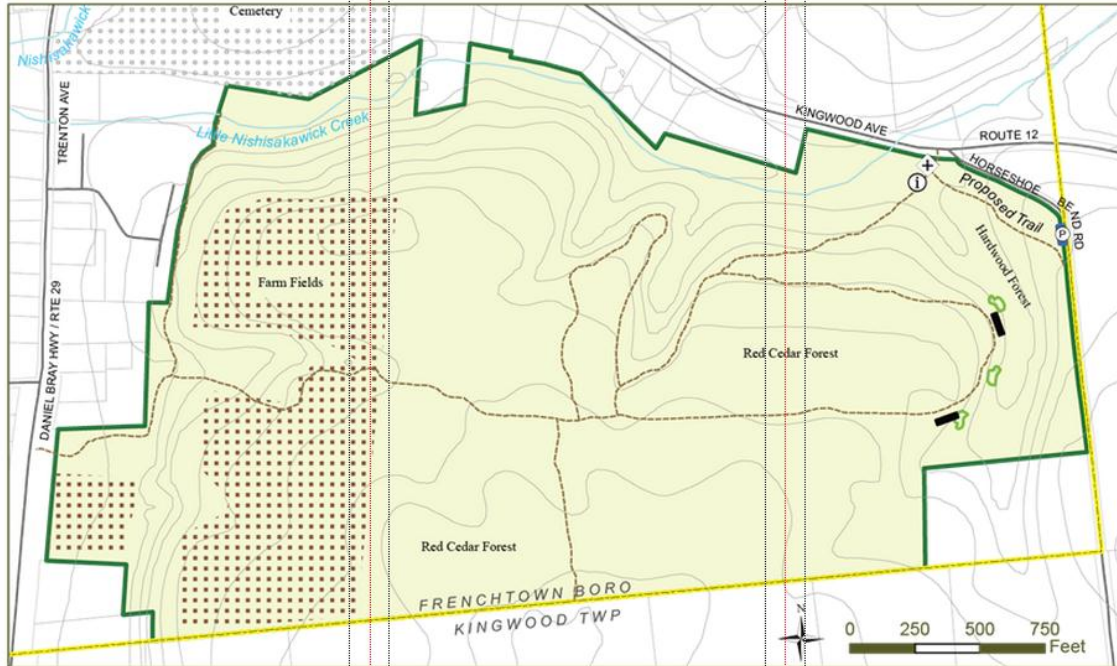 Cemetery
Nishisakawick
TRENTON AVE
Little Nishisakawick Creek
KINGWOOD AVE
ROUTE 12
HORSESHOE BEND RD
Proposed Trail
i
P
Hardwood Forest
Farm Fields
Red Cedar Forest
DANIEL BRAY HWY / RTE 29
Red Cedar Forest
FRENCHTOWN BORO
KINGWOOD TWP
N
0 250 500 750
Feet